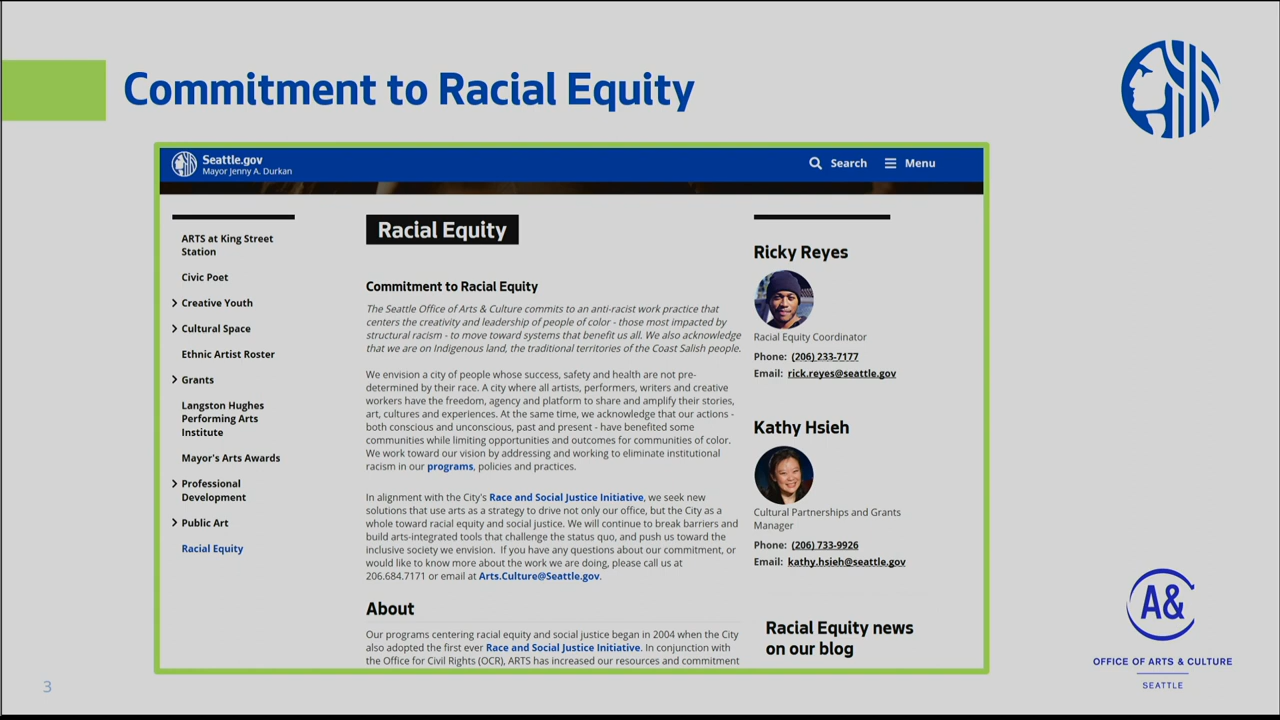 Commitment to Racial Equity
Seattle.gov
Mayor Jenny A. Durkan
Search
Menu
ARTS at King Street
Station
Civic Poet
Creative Youth
Cultural Space
Ethnic Artist Roster
Grants
Langston Hughes
Performing Arts
Institute
Mayor's Arts Awards
Professional
Development
Public Art
Racial Equity
Racial Equity
Commitment to Racial Equity
The Seattle Office of Arts & Culture commits to an anti-racist work practice that
centers the creativity and leadership of people of color - those most impacted by
structural racism - to move toward systems that benefit us all. We also acknowledge
that we are on Indigenous land, the traditional territories of the Coast Salish people.
We envision a city of people whose success, safety and health are not pre-
determined by their race. A city where all artists, performers, writers and creative
workers have the freedom, agency and platform to share and amplify their stories,
art, cultures and experiences. At the same time, we acknowledge that our actions -
both conscious and unconscious, past and present - have benefited some
communities while limiting opportunities and outcomes for communities of color.
We work toward our vision by addressing and working to eliminate institutional
racism in our programs, policies and practices.
In alignment with the City's Race and Social Justice Initiative, we seek new
solutions that use arts as a strategy to drive not only our office, but the City as a
whole toward racial equity and social justice. We will continue to break barriers and
build arts-integrated tools that challenge the status quo, and push us toward the
inclusive society we envision. If you have any questions about our commitment, or
would like to know more about the work we are doing, please call us at
206.684.7171 or email at Arts.Culture@Seattle.gov.
About
Our programs centering racial equity and social justice began in 2004 when the City
also adopted the first ever Race and Social Justice Initiative. In conjunction with
the Office for Civil Rights (OCR), ARTS has increased our resources and commitment
Ricky Reyes
Racial Equity Coordinator
Phone: (206) 233-7177
Email: rick.reyes@seattle.gov
Kathy Hsieh
Cultural Partnerships and Grants
Manager
Phone: (206) 733-9926
Email: kathy.hsieh@seattle.gov
Racial Equity news
on our blog
A&
OFFICE OF ARTS & CULTURE
SEATTLE
3